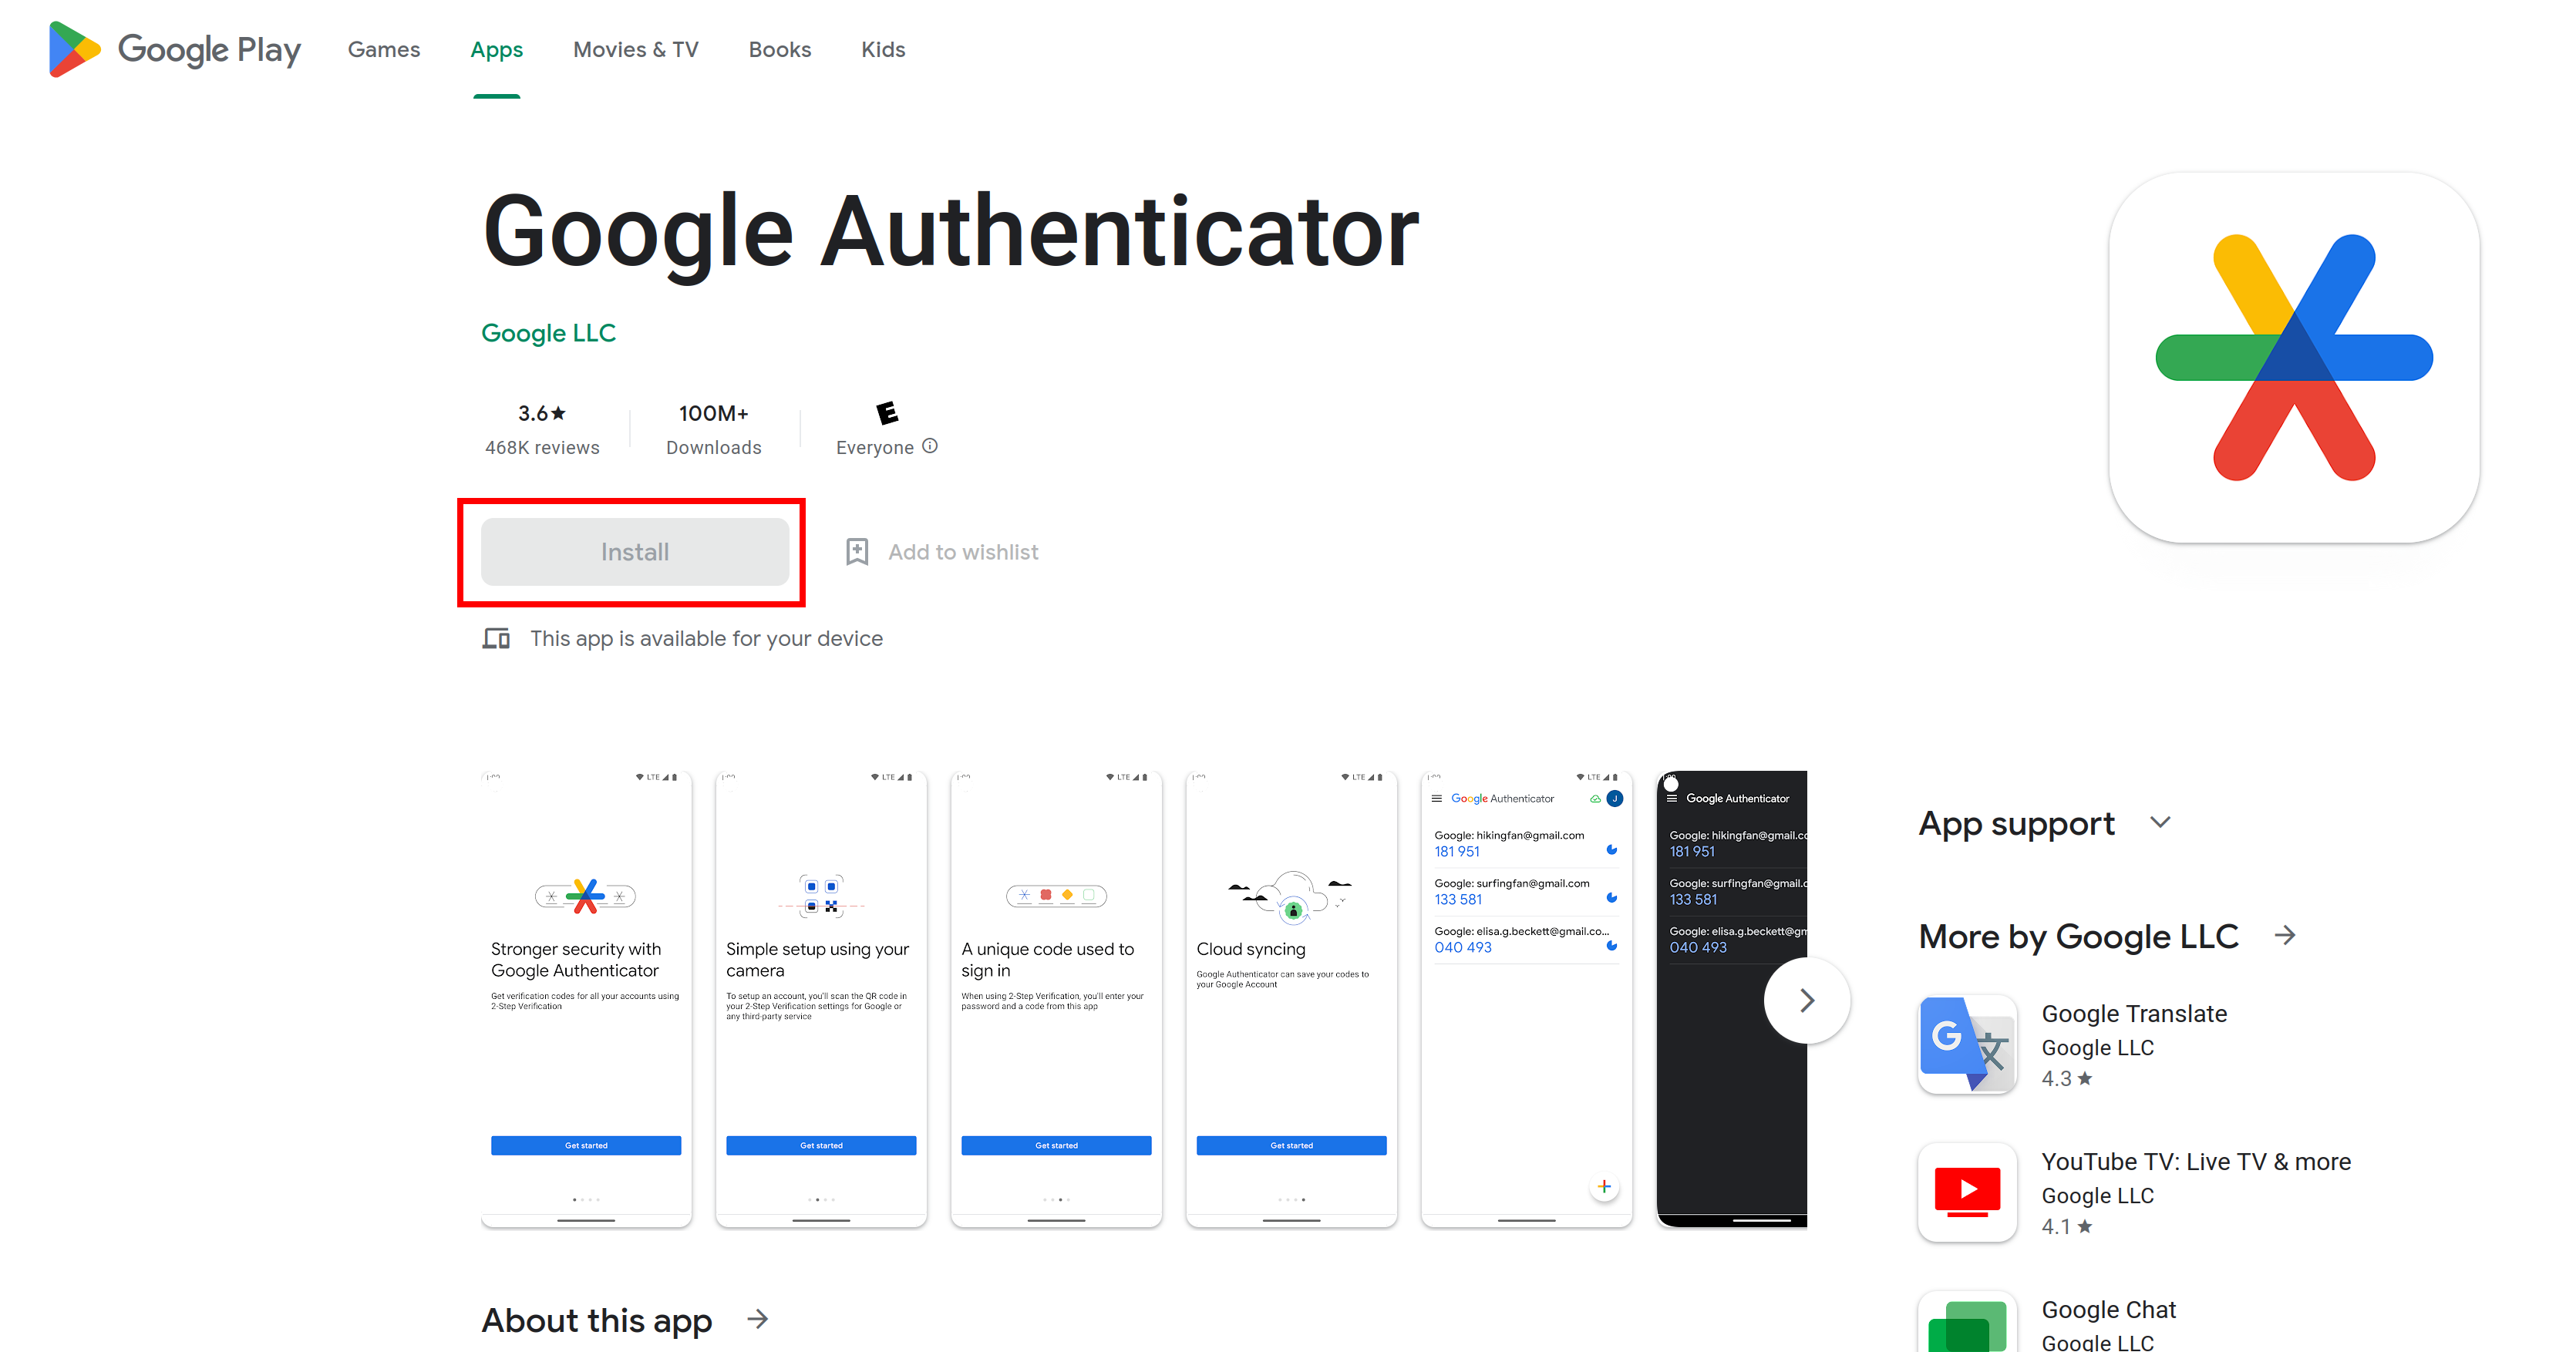 Google Play
Games
Apps
Movies & TV
Books
Kids
Google Authenticator
Google LLC
3.6★
468K reviews
100M+
Downloads
E
Everyone
Install
Add to wishlist
This app is available for your device
LTE
Stronger security with
Google Authenticator
Get verification codes for all your accounts using
2-Step Verification
Get started
LTE
Simple setup using your
camera
To setup an account, you'll scan the QR code in
your 2-Step Verification settings for Google or
any third-party service
Get started
LTE
A unique code used to
sign in
When using 2-Step Verification, you'll enter your
password and a code from this app
Get started
LTE
Cloud syncing
Google Authenticator can save your codes to
your Google Account
Get started
LTE
Google Authenticator
J
Google: hikingfan@gmail.com
181 951
Google: surfingfan@gmail.com
133 581
Google: elisa.g.beckett@gmail.co...
040 493
Google Authenticator
Google: hikingfan@gmail.co
181 951
Google: surfingfan@gmail.c
133 581
Google: elisa.g.beckett@gm
040 493
App support
More by Google LLC
G
文
Google Translate
Google LLC
4.3★
YouTube TV: Live TV & more
Google LLC
4.1★
Google Chat
Google LLC
About this app